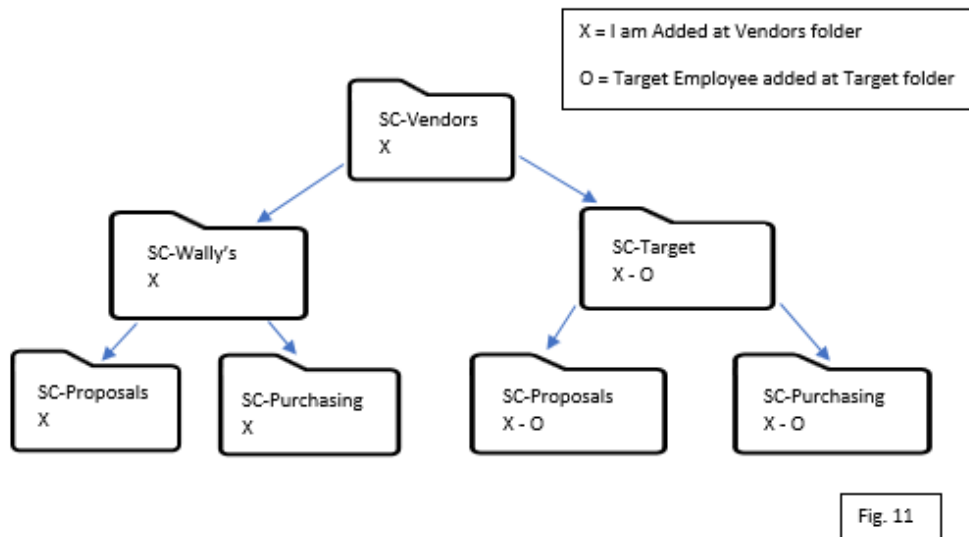 X = I am Added at Vendors folder
O = Target Employee added at Target folder
SC-Vendors
X
SC-Wally's
X
SC-Target
X - O
SC-Proposals
X
SC-Purchasing
X
SC-Proposals
X - O
SC-Purchasing
X - O
Fig. 11